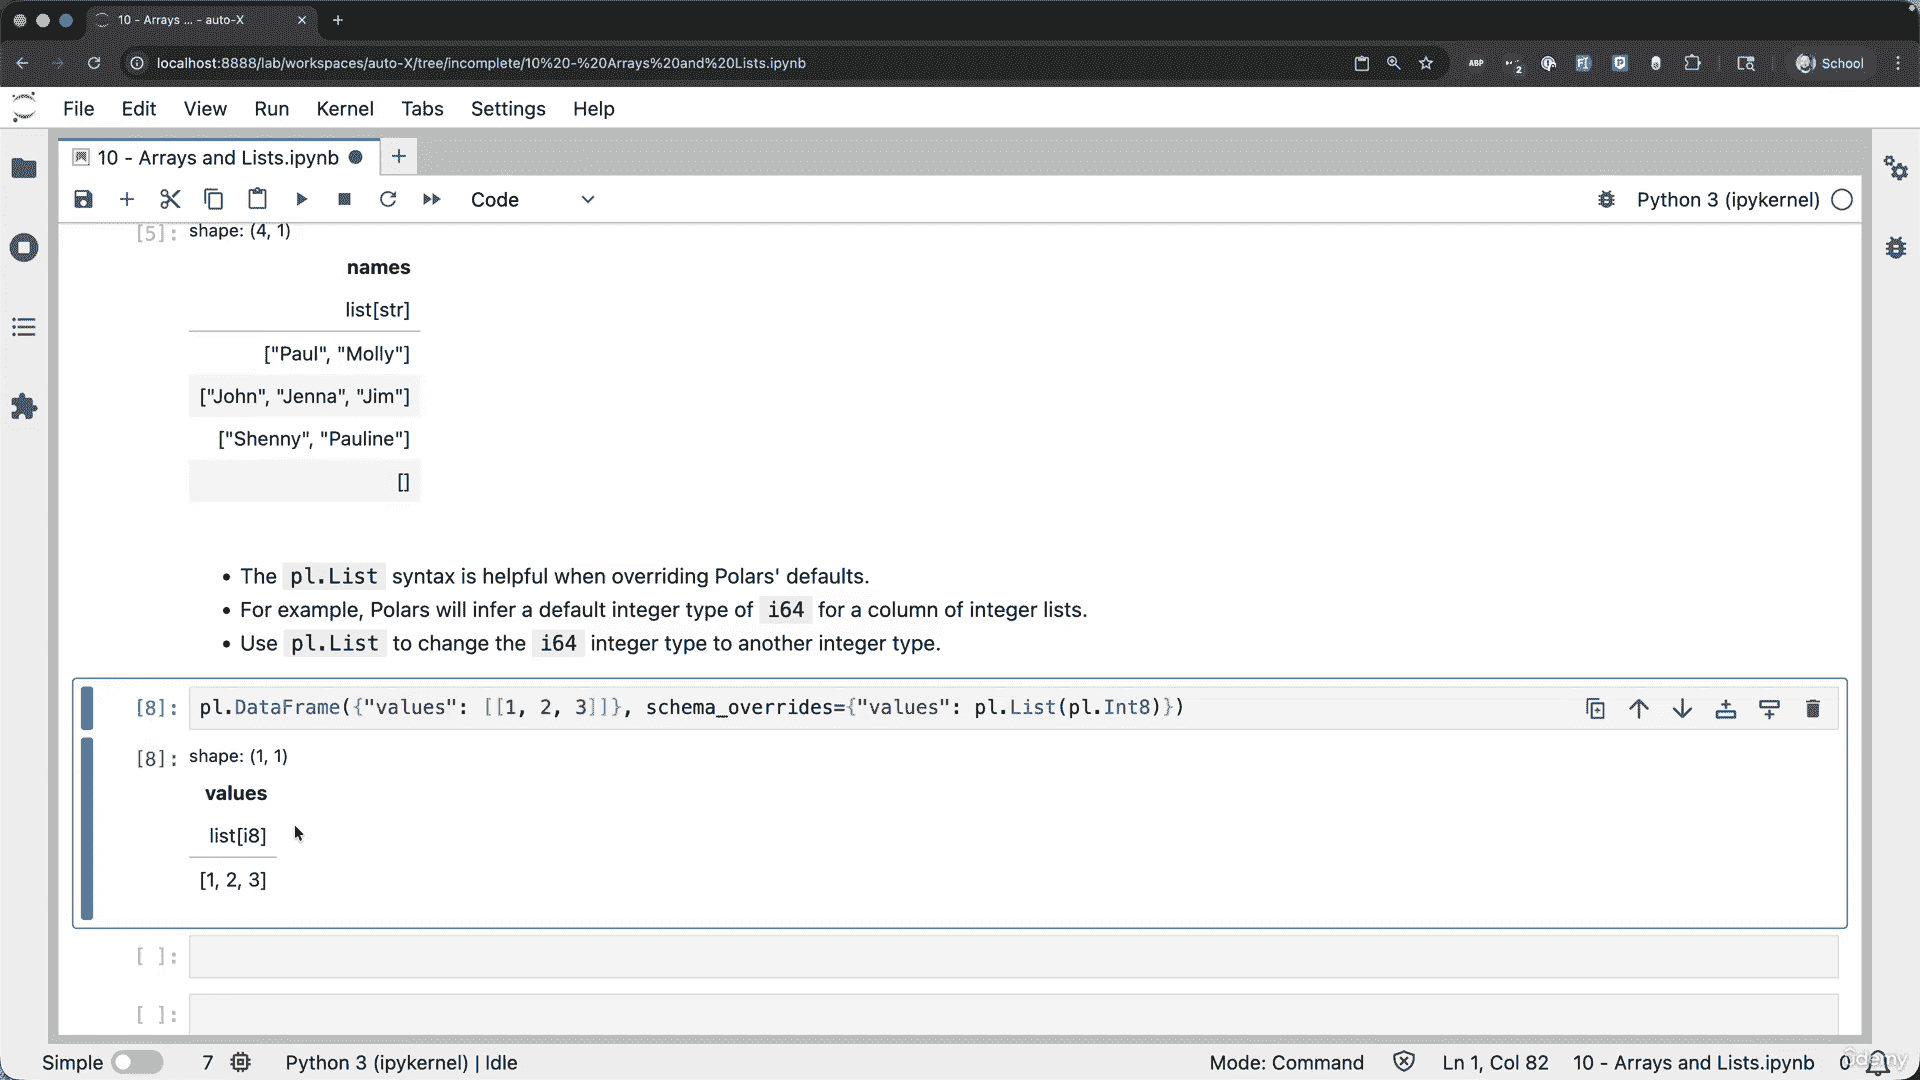 10 - Arrays ... - auto-X
localhost:8888/lab/workspaces/auto-X/tree/incomplete/10%20-%20Arrays%20and%20Lists.ipynb
ABP
2
School
File Edit View Run Kernel Tabs Settings Help
10 - Arrays and Lists.ipynb
Code
Python 3 (ipykernel)
[5]: shape: (4, 1)
names
list[str]
["Paul", "Molly"]
["John", "Jenna", "Jim"]
["Shenny", "Pauline"]
[]
• The pl.List syntax is helpful when overriding Polars' defaults.
• For example, Polars will infer a default integer type of i64 for a column of integer lists.
• Use pl.List to change the i64 integer type to another integer type.
[8]: pl.DataFrame({"values": [[1, 2, 3]]}, schema_overrides={"values": pl.List(pl.Int8)})
[8]: shape: (1, 1)
values
list[i8]
[1, 2, 3]
[ ]:
[ ]:
Simple 7 Python 3 (ipykernel) | Idle Mode: Command Ln 1, Col 82 10 - Arrays and Lists.ipynb 0
udemy